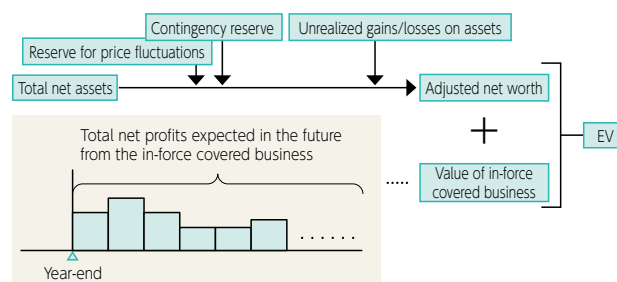 Contingency reserve
Unrealized gains/losses on assets
Reserve for price fluctuations
Total net assets
Adjusted net worth
+
EV
Total net profits expected in the future
from the in-force covered business
.....
Value of in-force
covered business
......
Year-end